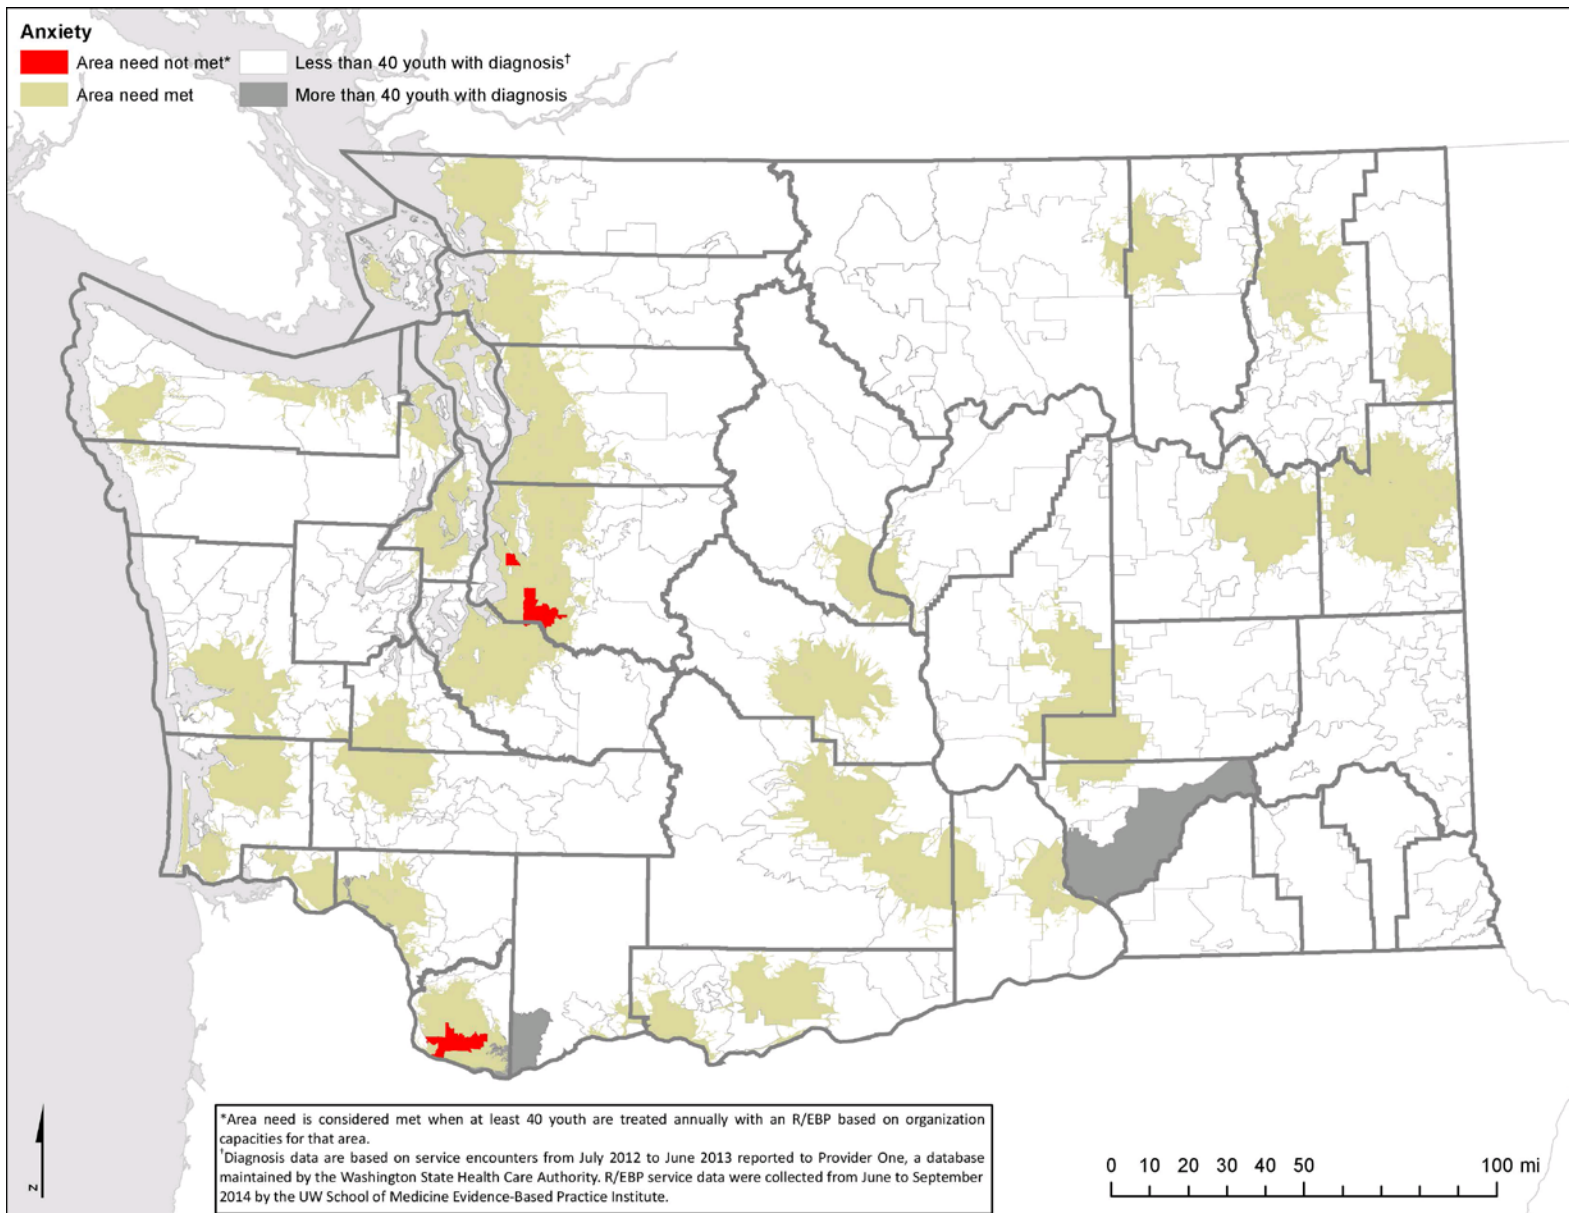 Anxiety
Area need not met*
Less than 40 youth with diagnosis†
Area need met
More than 40 youth with diagnosis
N
*Area need is considered met when at least 40 youth are treated annually with an R/EBP based on organization
capacities for that area.
†Diagnosis data are based on service encounters from July 2012 to June 2013 reported to Provider One, a database
maintained by the Washington State Health Care Authority. R/EBP service data were collected from June to September
2014 by the UW School of Medicine Evidence-Based Practice Institute.
0 10 20 30 40 50 100 mi